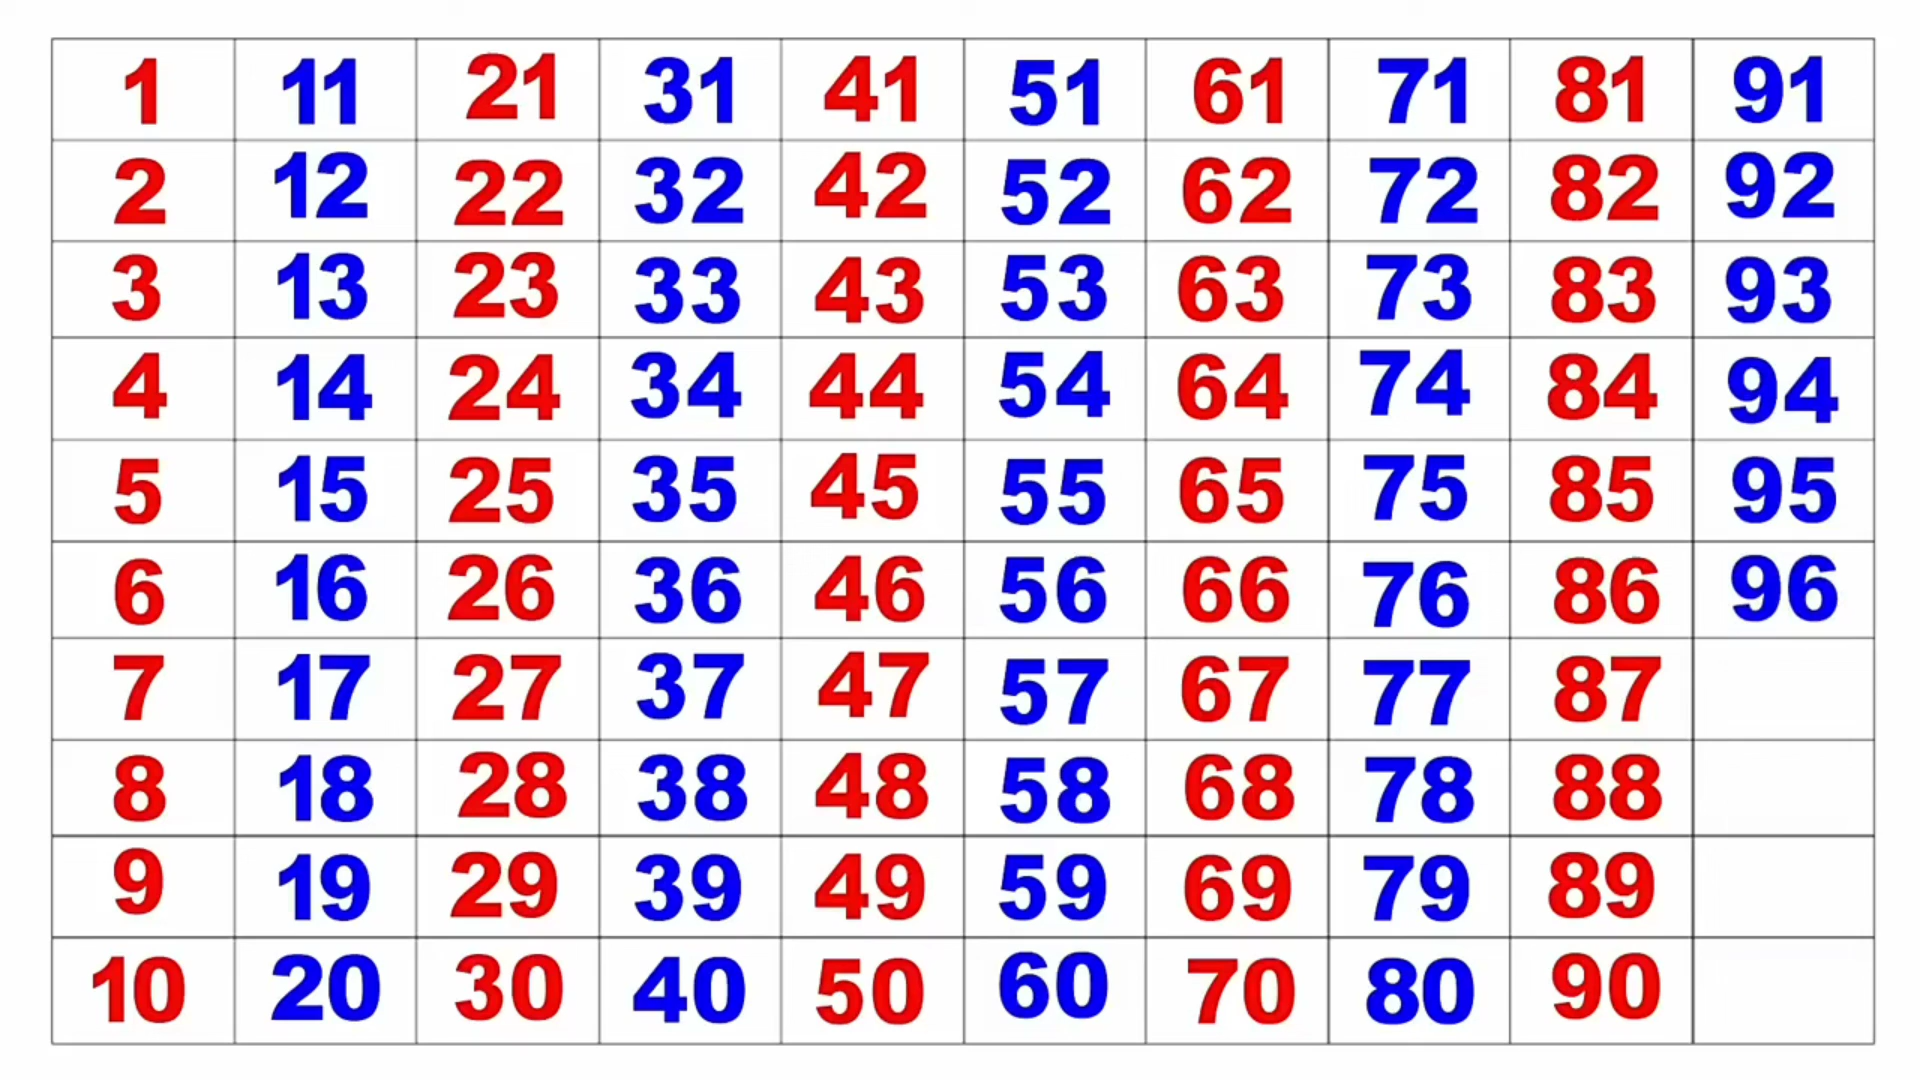 1 11 21 31 41 51 61 71 81 91
2 12 22 32 42 52 62 72 82 92
3 13 23 33 43 53 63 73 83 93
4 14 24 34 44 54 64 74 84 94
5 15 25 35 45 55 65 75 85 95
6 16 26 36 46 56 66 76 86 96
7 17 27 37 47 57 67 77 87
8 18 28 38 48 58 68 78 88
9 19 29 39 49 59 69 79 89
10 20 30 40 50 60 70 80 90